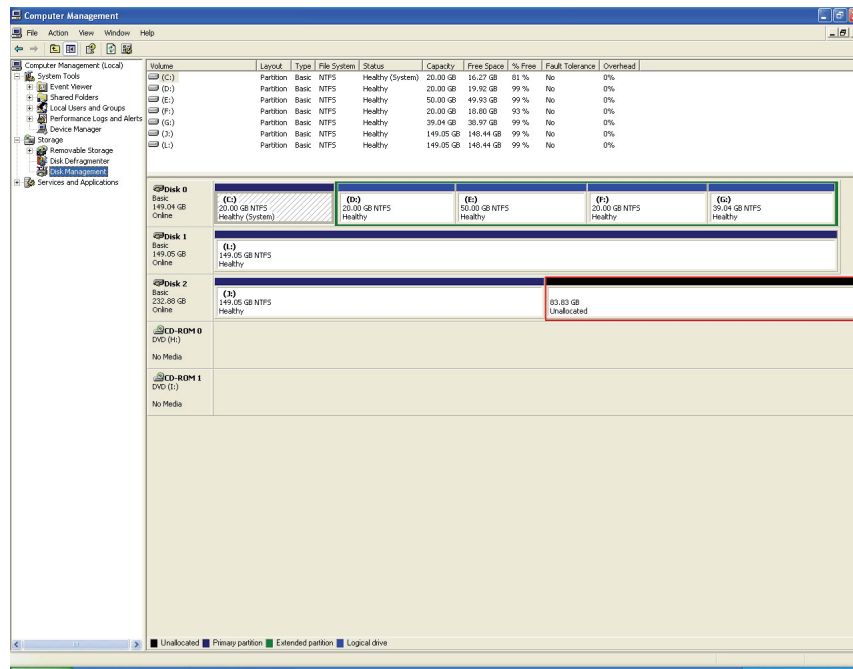 Computer Management
File Action View Window Help
Computer Management (Local)
System Tools
Event Viewer
Shared Folders
Local Users and Groups
Performance Logs and Alerts
Device Manager
Storage
Removable Storage
Disk Defragmenter
Disk Management
Services and Applications
Volume Layout Type File System Status Capacity Free Space % Free Fault Tolerance Overhead
(C:) Partition Basic NTFS Healthy (System) 20.00 GB 16.27 GB 81 % No 0%
(D:) Partition Basic NTFS Healthy 20.00 GB 19.92 GB 99 % No 0%
(E:) Partition Basic NTFS Healthy 50.00 GB 49.93 GB 99 % No 0%
(F:) Partition Basic NTFS Healthy 20.00 GB 18.80 GB 93 % No 0%
(G:) Partition Basic NTFS Healthy 39.04 GB 38.97 GB 99 % No 0%
(J:) Partition Basic NTFS Healthy 149.05 GB 148.44 GB 99 % No 0%
(L:) Partition Basic NTFS Healthy 149.05 GB 148.44 GB 99 % No 0%
Disk 0
Basic
149.04 GB
Online
(C:)
20.00 GB NTFS
Healthy (System)
(D:)
20.00 GB NTFS
Healthy
(E:)
50.00 GB NTFS
Healthy
(F:)
20.00 GB NTFS
Healthy
(G:)
39.04 GB NTFS
Healthy
Disk 1
Basic
149.05 GB
Online
(L:)
149.05 GB NTFS
Healthy
Disk 2
Basic
232.88 GB
Online
(J:)
149.05 GB NTFS
Healthy
83.83 GB
Unallocated
CD-ROM 0
DVD (H:)
No Media
CD-ROM 1
DVD (I:)
No Media
Unallocated Primary partition Extended partition Logical drive